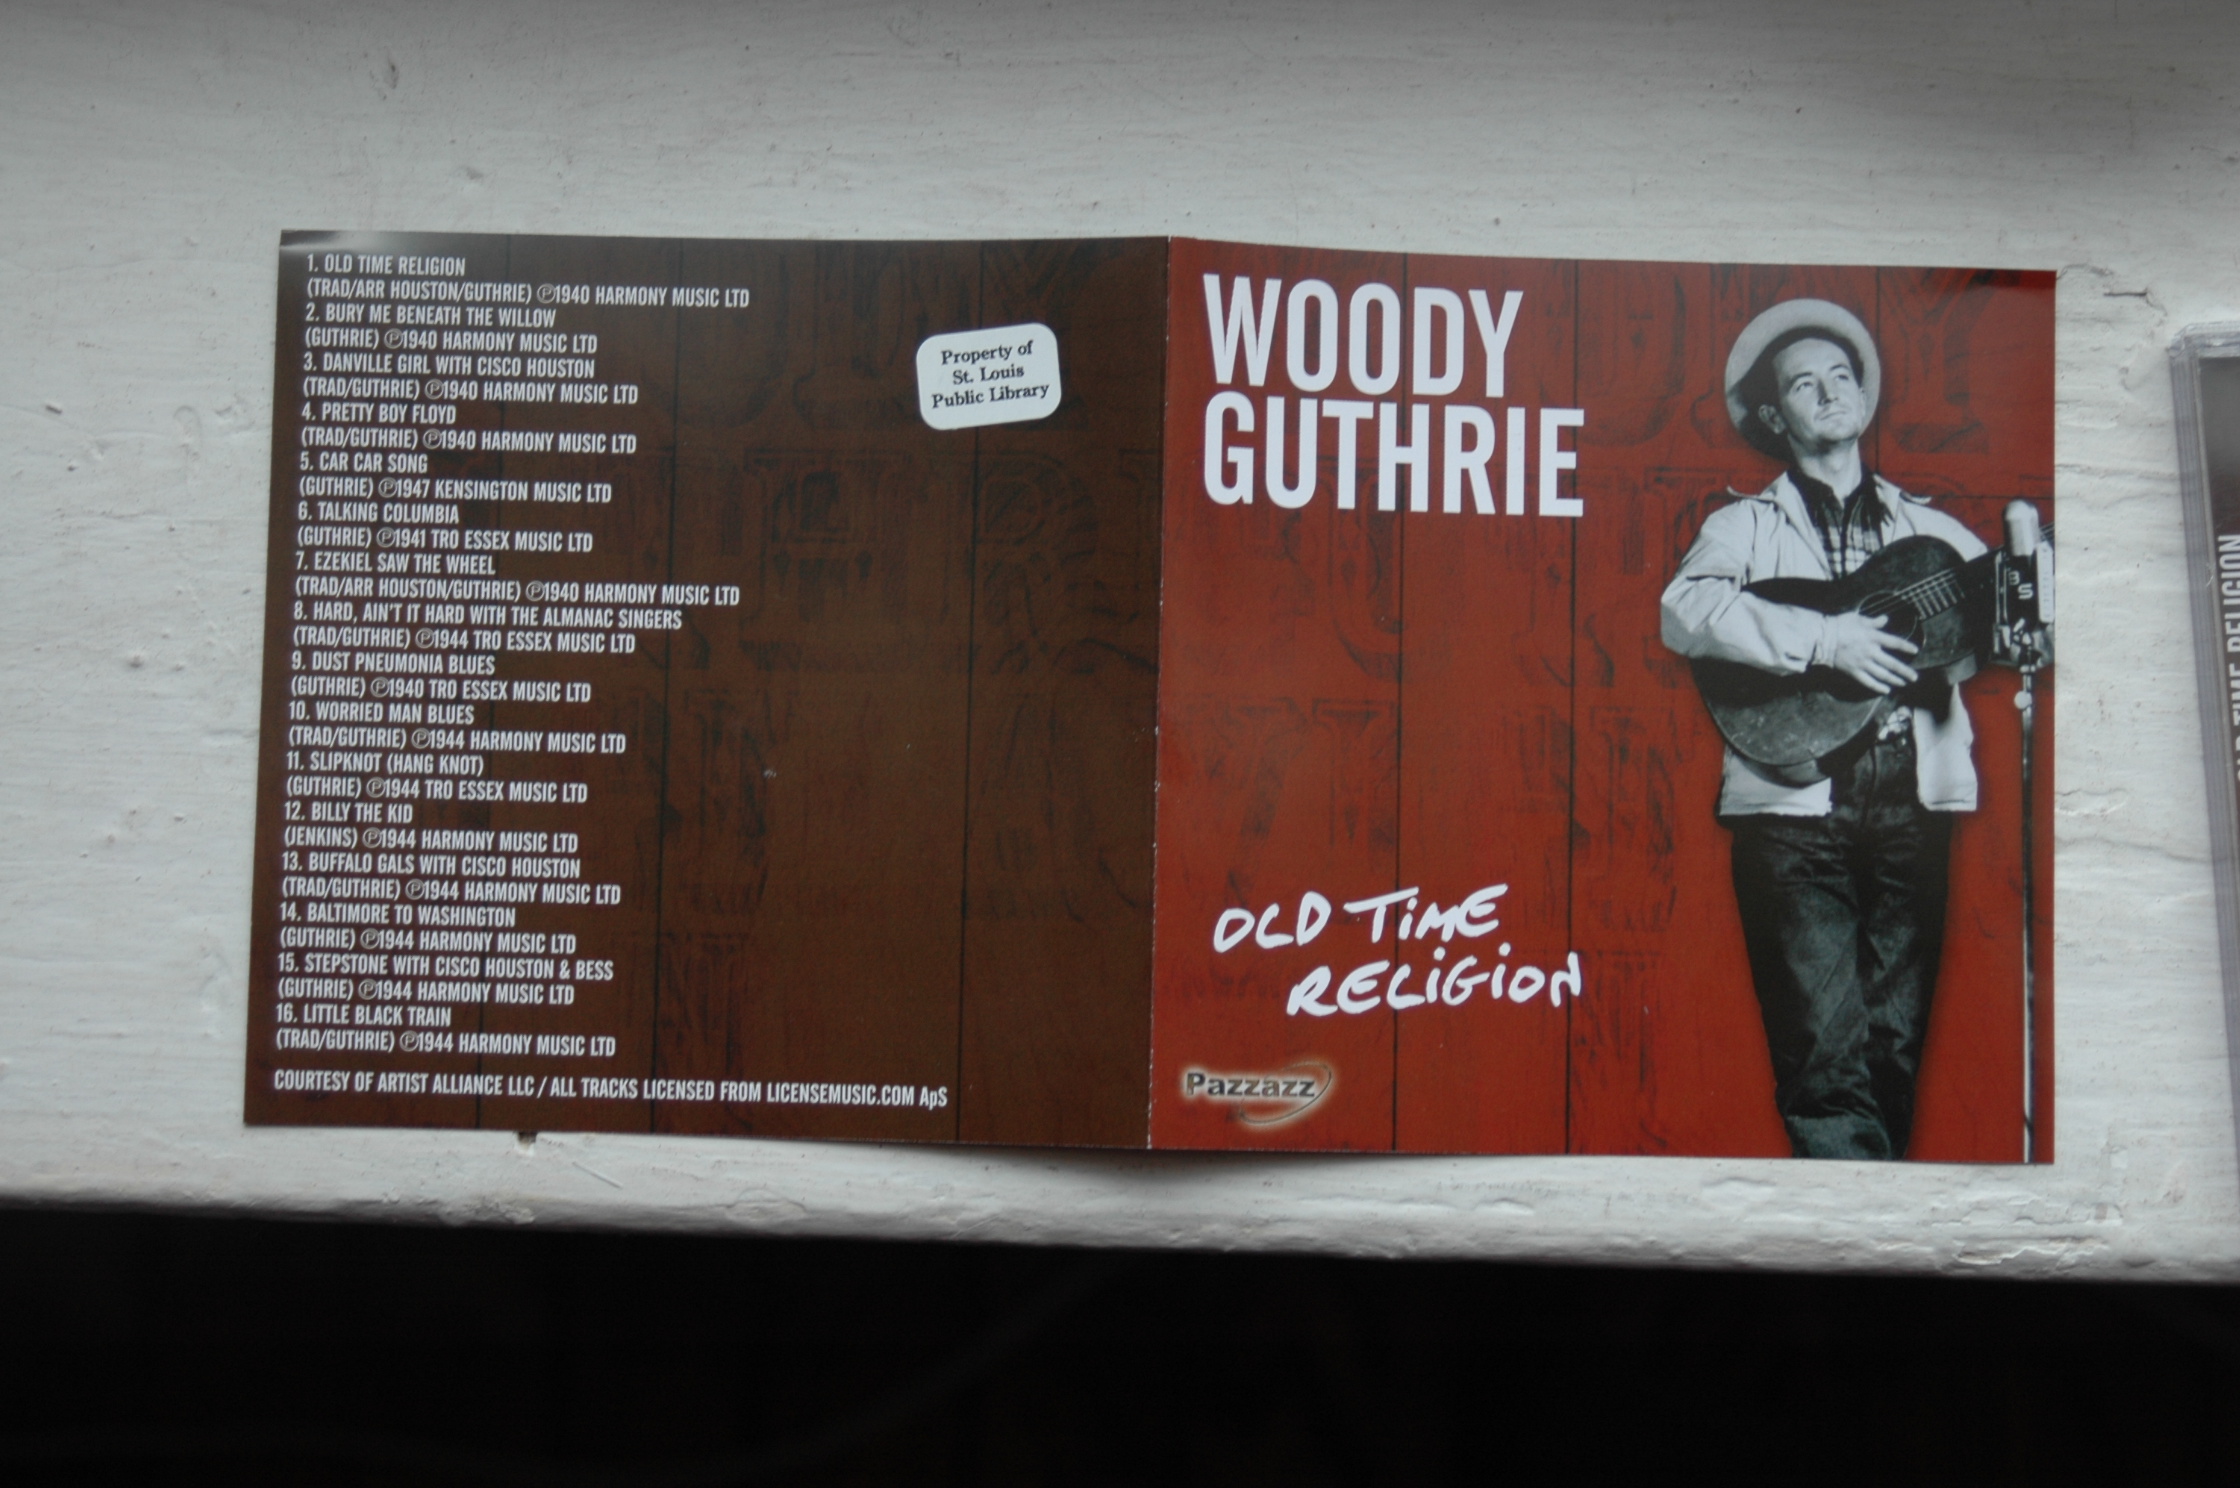 1. OLD TIME RELIGION
(TRAD/ARR HOUSTON/GUTHRIE) ℗1940 HARMONY MUSIC LTD
2. BURY ME BENEATH THE WILLOW
(GUTHRIE) ℗1940 HARMONY MUSIC LTD
3. DANVILLE GIRL WITH CISCO HOUSTON
(TRAD/GUTHRIE) ℗1940 HARMONY MUSIC LTD
4. PRETTY BOY FLOYD
(TRAD/GUTHRIE) ℗1940 HARMONY MUSIC LTD
5. CAR CAR SONG
(GUTHRIE) ℗1947 KENSINGTON MUSIC LTD
6. TALKING COLUMBIA
(GUTHRIE) ℗1941 TRO ESSEX MUSIC LTD
7. EZEKIEL SAW THE WHEEL
(TRAD/ARR HOUSTON/GUTHRIE) ℗1940 HARMONY MUSIC LTD
8. HARD, AIN'T IT HARD WITH THE ALMANAC SINGERS
(TRAD/GUTHRIE) ℗1944 TRO ESSEX MUSIC LTD
9. DUST PNEUMONIA BLUES
(GUTHRIE) ℗1940 TRO ESSEX MUSIC LTD
10. WORRIED MAN BLUES
(TRAD/GUTHRIE) ℗1944 HARMONY MUSIC LTD
11. SLIPKNOT (HANG KNOT)
(GUTHRIE) ℗1944 TRO ESSEX MUSIC LTD
12. BILLY THE KID
(JENKINS) ℗1944 HARMONY MUSIC LTD
13. BUFFALO GALS WITH CISCO HOUSTON
(TRAD/GUTHRIE) ℗1944 HARMONY MUSIC LTD
14. BALTIMORE TO WASHINGTON
(GUTHRIE) ℗1944 HARMONY MUSIC LTD
15. STEPSTONE WITH CISCO HOUSTON & BESS
(GUTHRIE) ℗1944 HARMONY MUSIC LTD
16. LITTLE BLACK TRAIN
(TRAD/GUTHRIE) ℗1944 HARMONY MUSIC LTD
COURTESY OF ARTIST ALLIANCE LLC / ALL TRACKS LICENSED FROM LICENSEMUSIC.COM ApS
Property of
St. Louis
Public Library
WOODY
GUTHRIE
OLD TiME
RELiGiON
Pazzazz
TIME RELIGION